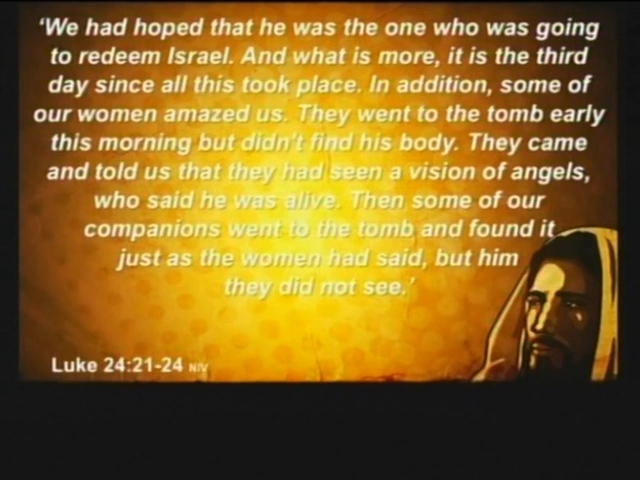 ‘We had hoped that he was the one who was going
to redeem Israel. And what is more, it is the third
day since all this took place. In addition, some of
our women amazed us. They went to the tomb early
this morning but didn’t find his body. They came
and told us that they had seen a vision of angels,
who said he was alive. Then some of our
companions went to the tomb and found it
just as the women had said, but him
they did not see.’
Luke 24:21-24 NIV